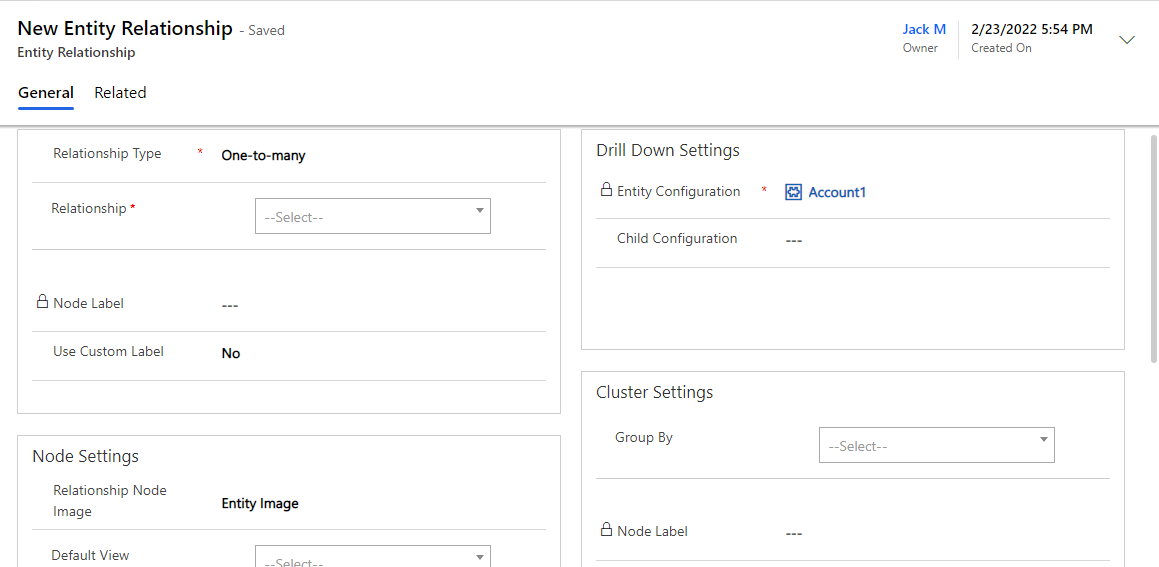 New Entity Relationship - Saved
Entity Relationship
Jack M
Owner
2/23/2022 5:54 PM
Created On
General
Related
Relationship Type * One-to-many
Relationship * --Select--
Node Label ---
Use Custom Label No
Node Settings
Relationship Node
Image
Entity Image
Default View --Select--
Drill Down Settings
Entity Configuration * Account1
Child Configuration ---
Cluster Settings
Group By --Select--
Node Label ---